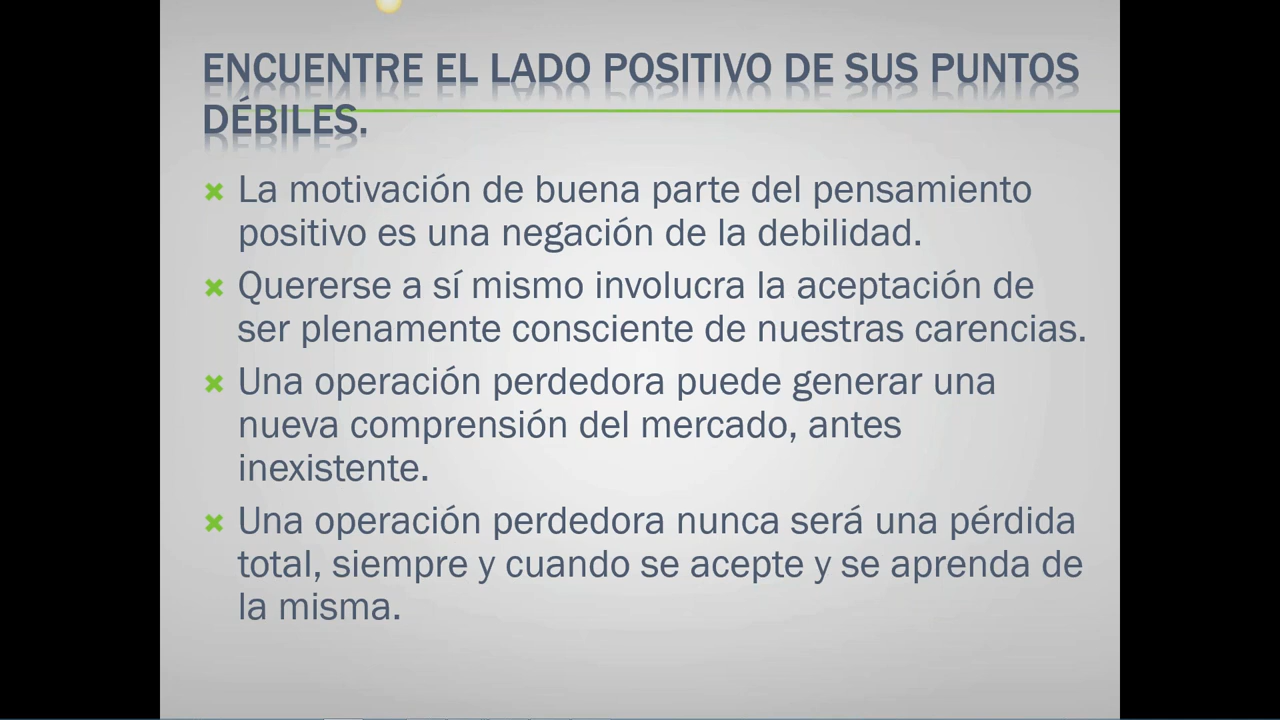 ENCUENTRE EL LADO POSITIVO DE SUS PUNTOS
DÉBILES.
La motivación de buena parte del pensamiento
positivo es una negación de la debilidad.
Quererse a sí mismo involucra la aceptación de
ser plenamente consciente de nuestras carencias.
Una operación perdedora puede generar una
nueva comprensión del mercado, antes
inexistente.
Una operación perdedora nunca será una pérdida
total, siempre y cuando se acepte y se aprenda de
la misma.